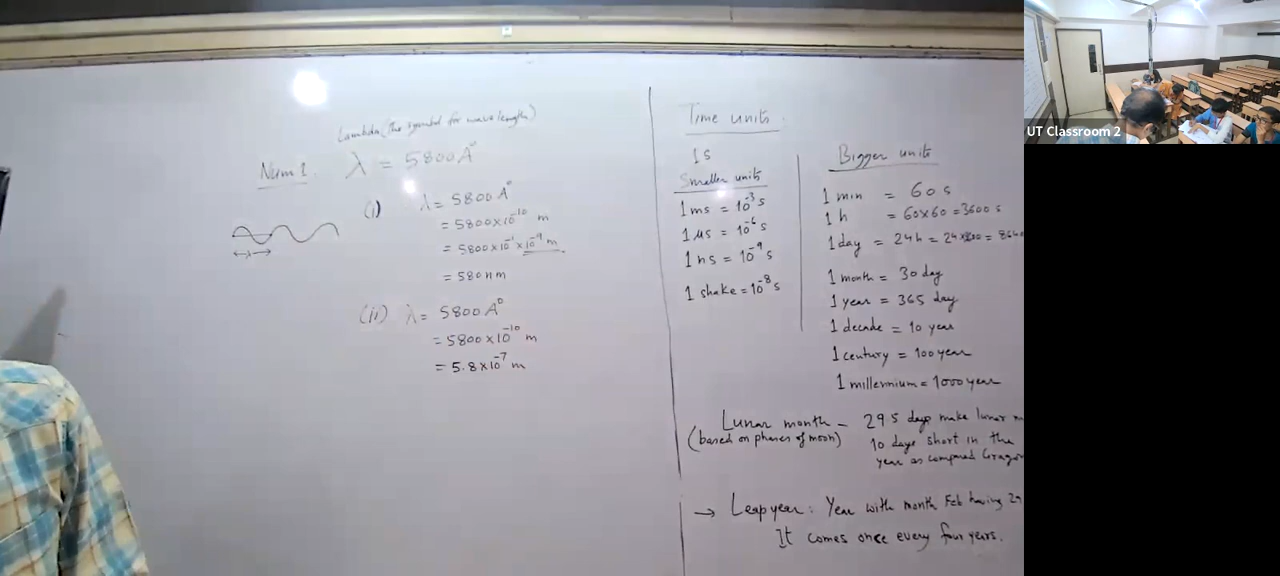 Lambda (The symbol for wavelength)
Num 1. λ = 5800 A°
(i) λ = 5800 A°
= 5800 × 10⁻¹⁰ m
= 5800 × 10⁻¹ × 10⁻⁹ m
= 580 nm
(ii) λ = 5800 A°
= 5800 × 10⁻¹⁰ m
= 5.8 × 10⁻⁷ m
Time units
1 s
Smaller units
1 ms = 10⁻³ s
1 μs = 10⁻⁶ s
1 ns = 10⁻⁹ s
1 shake = 10⁻⁸ s
Bigger units
1 min = 60 s
1 h = 60×60 = 3600 s
1 day = 24 h = 24× = 8640
1 month = 30 day
1 year = 365 day
1 decade = 10 year
1 century = 100 year
1 millennium = 1000 year
Lunar month – 29.5 days make lunar
(based on phases of moon) 10 days short in the
year as compared
→ Leap year : Year with month Feb having 29
It comes once every four years.
UT Classroom 2